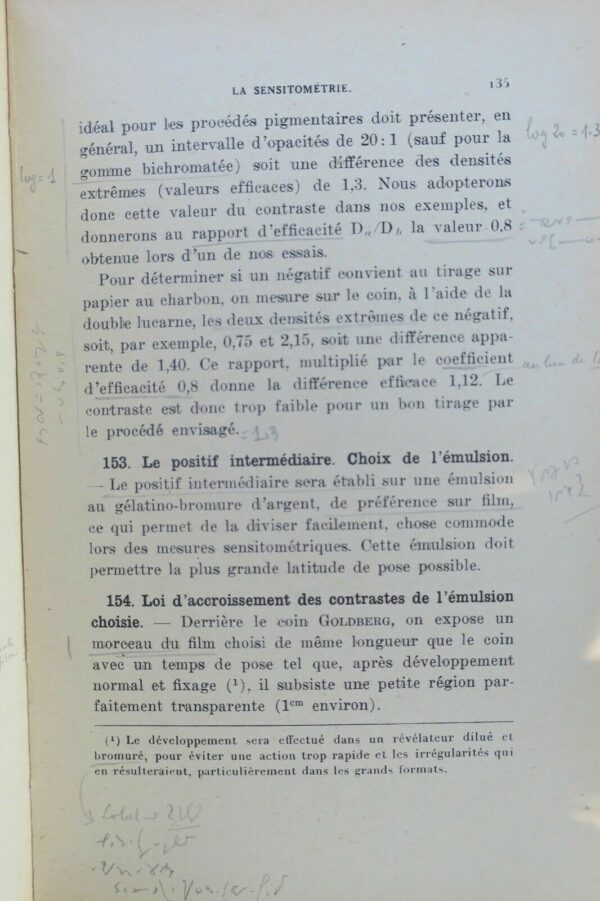 LA SENSITOMÉTRIE. 135
idéal pour les procédés pigmentaires doit présenter, en
général, un intervalle d'opacités de 20:1 (sauf pour la
gomme bichromatée) soit une différence des densités
extrêmes (valeurs efficaces) de 1,3. Nous adopterons
donc cette valeur du contraste dans nos exemples, et
donnerons au rapport d'efficacité D"/D, la valeur 0,8
obtenue lors d'un de nos essais.
Pour déterminer si un négatif convient au tirage sur
papier au charbon, on mesure sur le coin, à l'aide de la
double lucarne, les deux densités extrêmes de ce négatif,
soit, par exemple, 0,75 et 2,15, soit une différence appa-
rente de 1,40. Ce rapport, multiplié par le coefficient
d'efficacité 0,8 donne la différence efficace 1,12. Le
contraste est donc trop faible pour un bon tirage par
le procédé envisagé. 1.3
153. Le positif intermédiaire. Choix de l'émulsion.
— Le positif intermédiaire sera établi sur une émulsion
au gélatino-bromure d'argent, de préférence sur film,
ce qui permet de la diviser facilement, chose commode
lors des mesures sensitométriques. Cette émulsion doit
permettre la plus grande latitude de pose possible.
154. Loi d'accroissement des contrastes de l'émulsion
choisie. — Derrière le coin GOLDBERG, on expose un
morceau du film choisi de même longueur que le coin
avec un temps de pose tel que, après développement
normal et fixage (¹), il subsiste une petite région par-
faitement transparente (1cm environ).
(¹) Le développement sera effectué dans un révélateur dilué et
bromuré, pour éviter une action trop rapide et les irrégularités qui
en résulteraient, particulièrement dans les grands formats.
log 20 = 1.3
log = 1
au lieu de